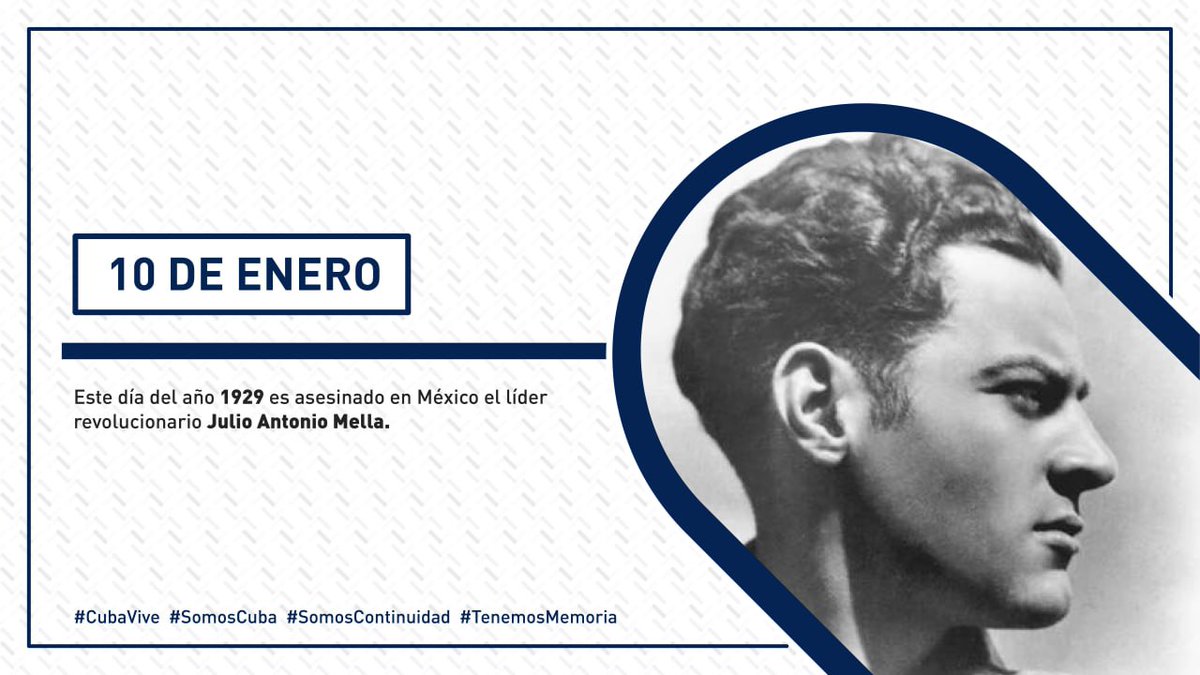 10 DE ENERO
Este día del año 1929 es asesinado en México el líder
revolucionario Julio Antonio Mella.
#CubaVive #SomosCuba #SomosContinuidad #TenemosMemoria